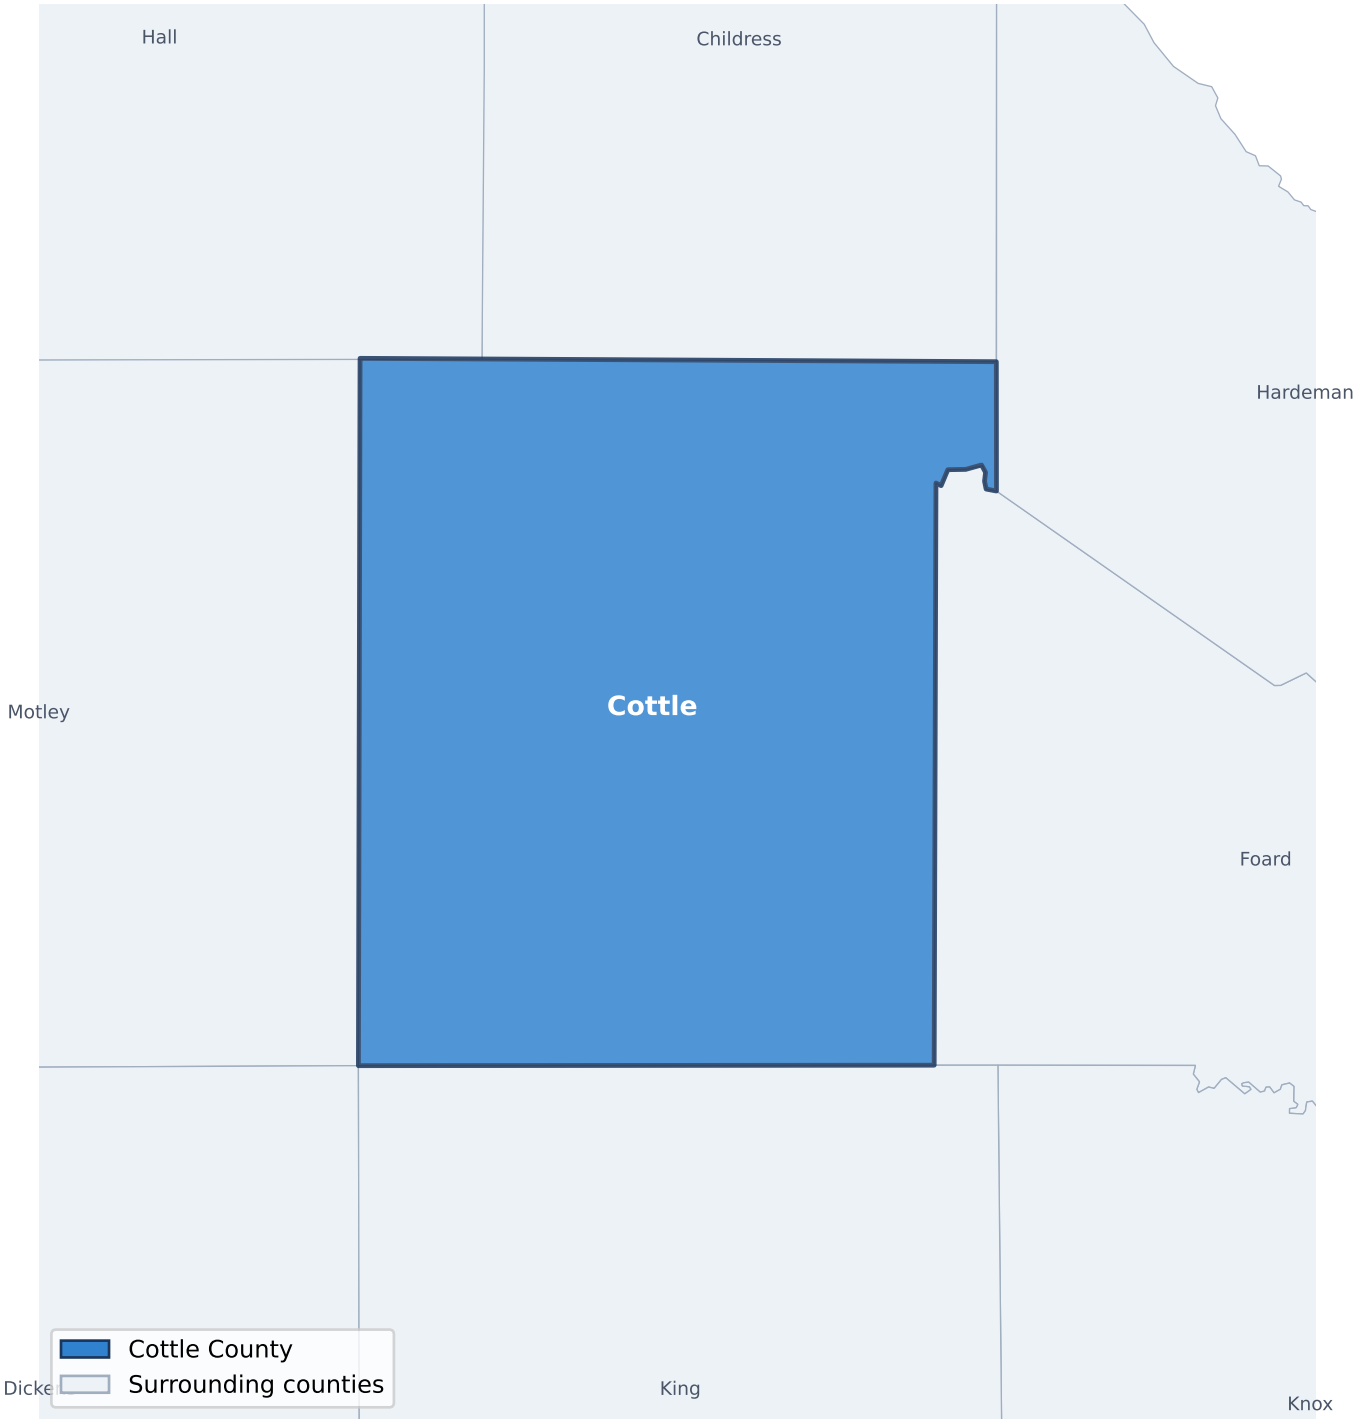 Hall
Childress
Hardeman
Motley
Cottle
Foard
Cottle County
Surrounding counties
King
Knox